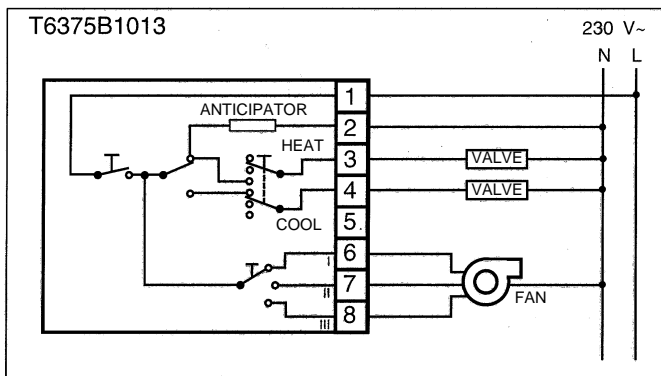 T6375B1013
230 V~
N L
1
ANTICIPATOR
2
HEAT
3 VALVE
4 VALVE
COOL
5.
I 6
II 7
FAN
III 8